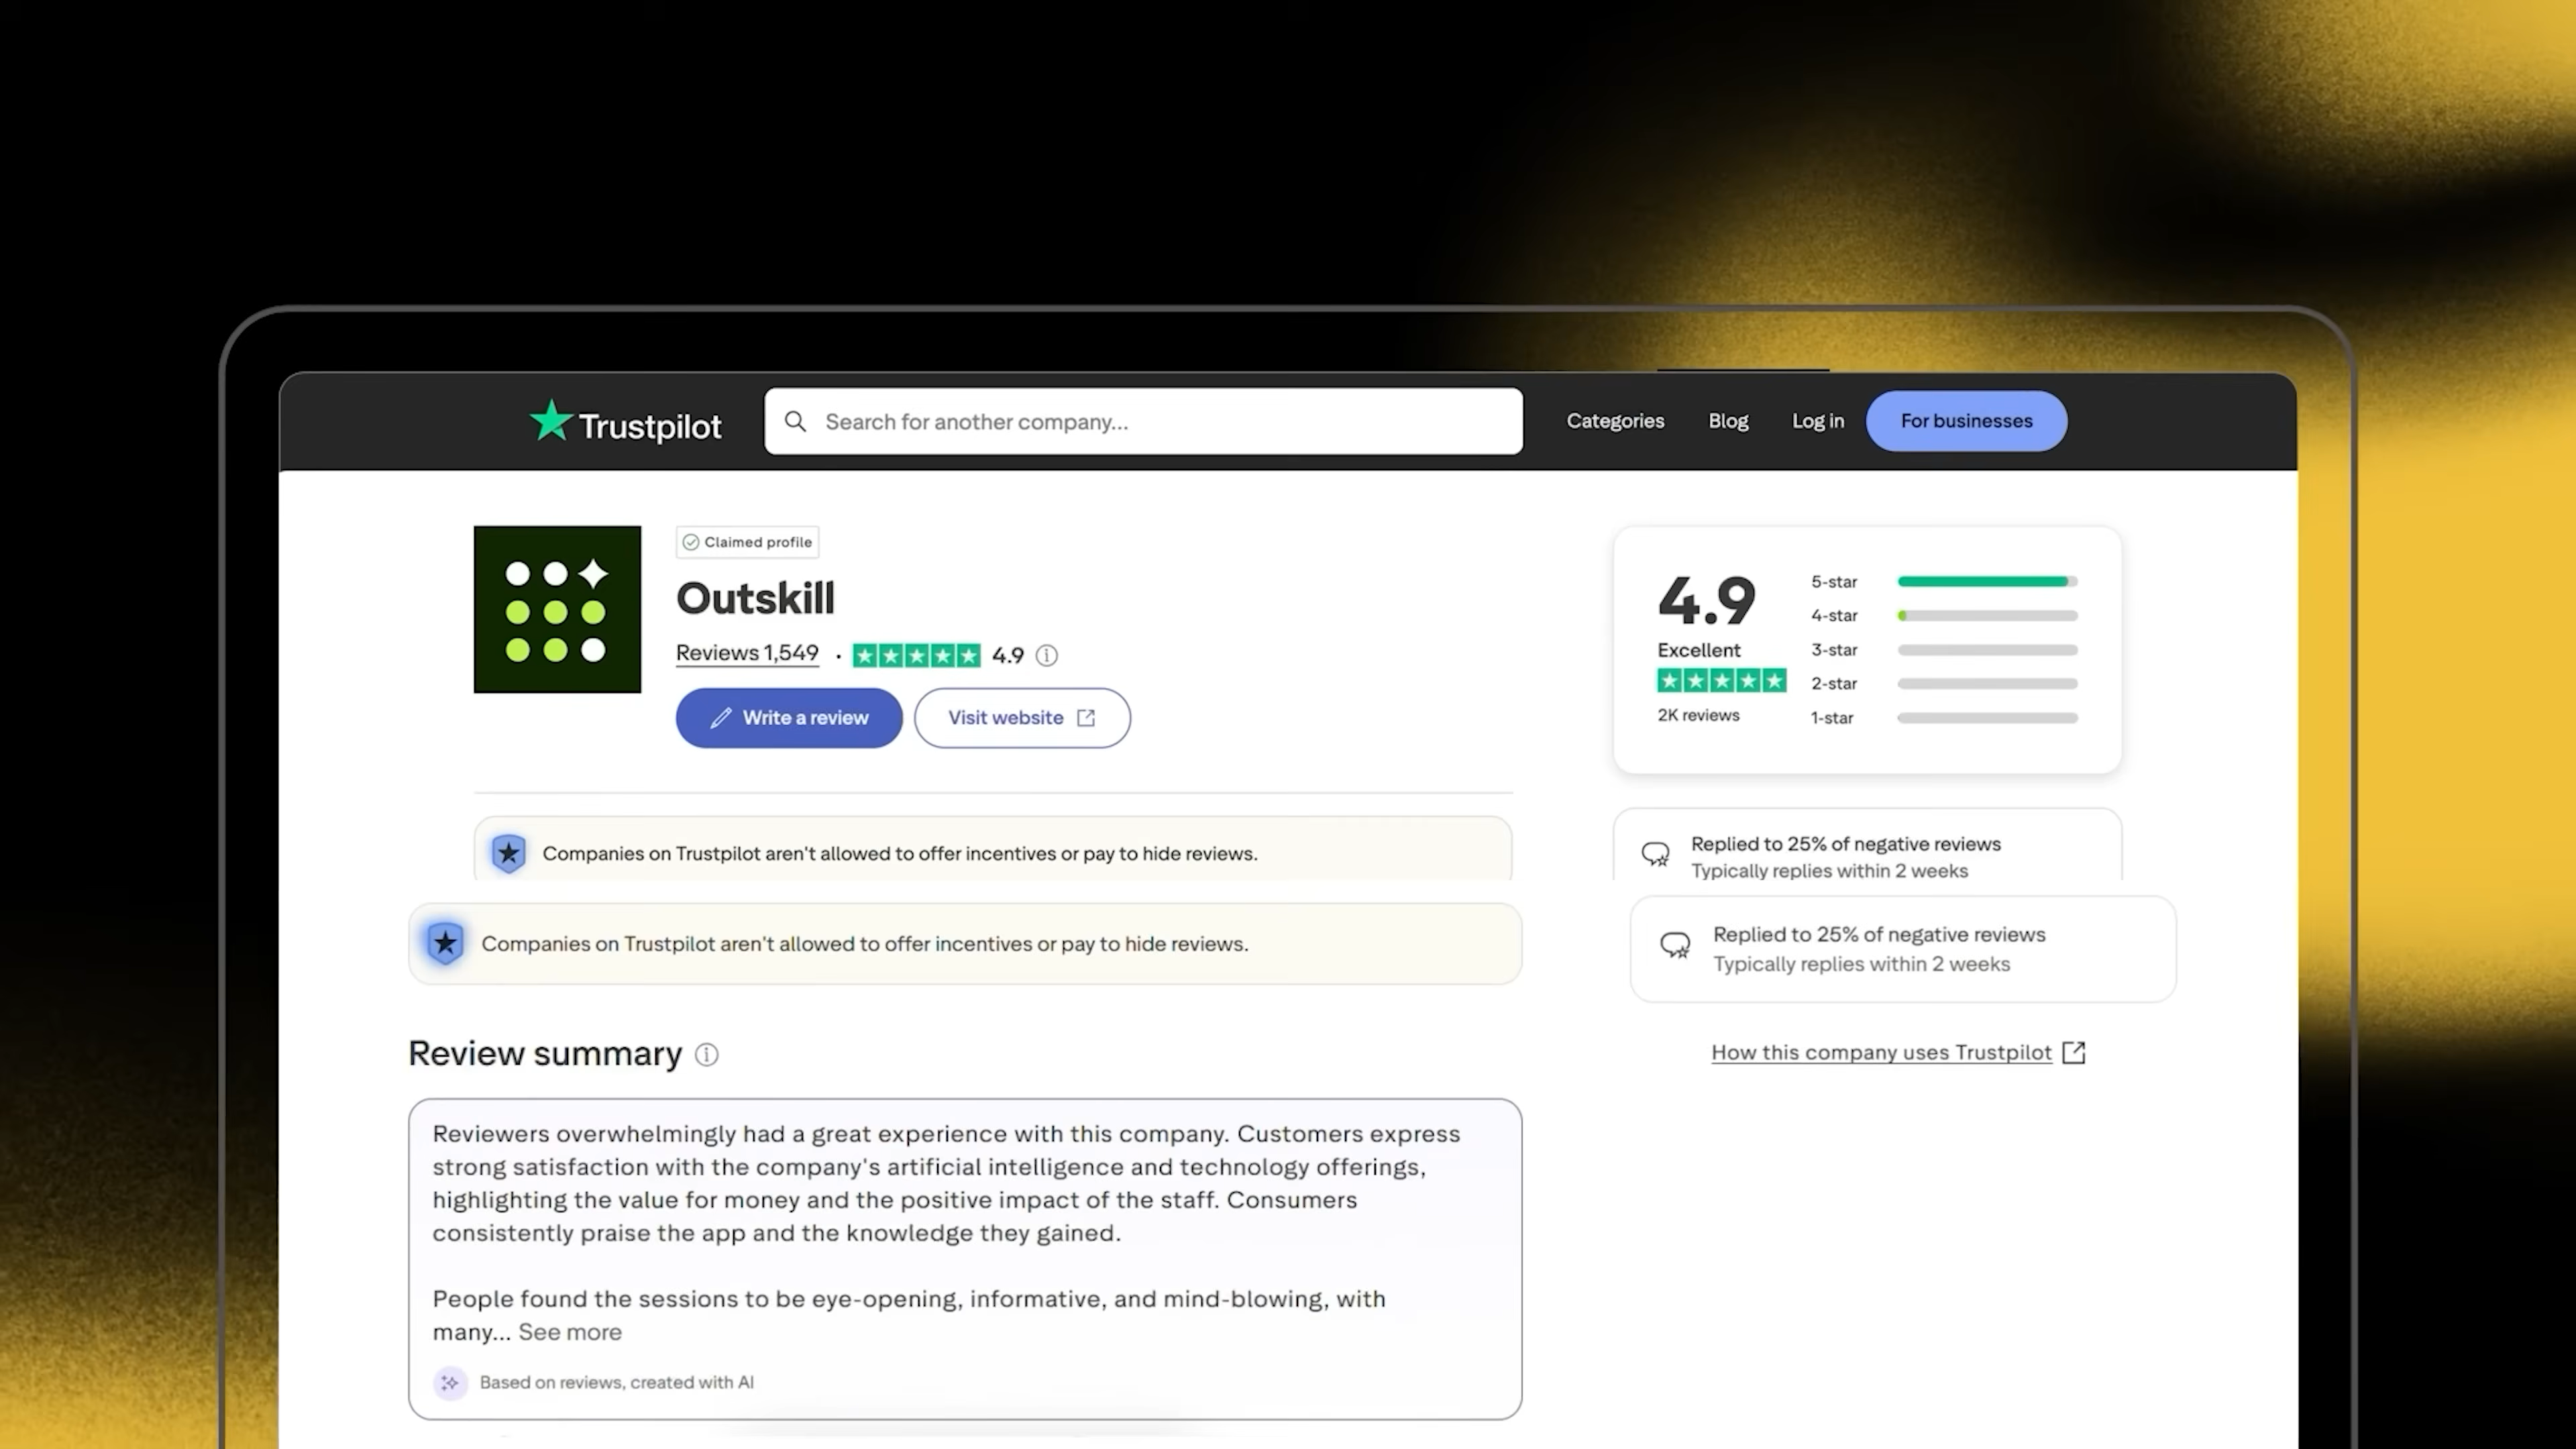 Trustpilot
Search for another company...
Categories
Blog
Log in
For businesses
Claimed profile
Outskill
Reviews 1,549 · 4.9
Write a review
Visit website
4.9
Excellent
2K reviews
5-star
4-star
3-star
2-star
1-star
Companies on Trustpilot aren't allowed to offer incentives or pay to hide reviews.
Replied to 25% of negative reviews
Typically replies within 2 weeks
Companies on Trustpilot aren't allowed to offer incentives or pay to hide reviews.
Replied to 25% of negative reviews
Typically replies within 2 weeks
Review summary
How this company uses Trustpilot
Reviewers overwhelmingly had a great experience with this company. Customers express
strong satisfaction with the company's artificial intelligence and technology offerings,
highlighting the value for money and the positive impact of the staff. Consumers
consistently praise the app and the knowledge they gained.
People found the sessions to be eye-opening, informative, and mind-blowing, with
many... See more
Based on reviews, created with AI